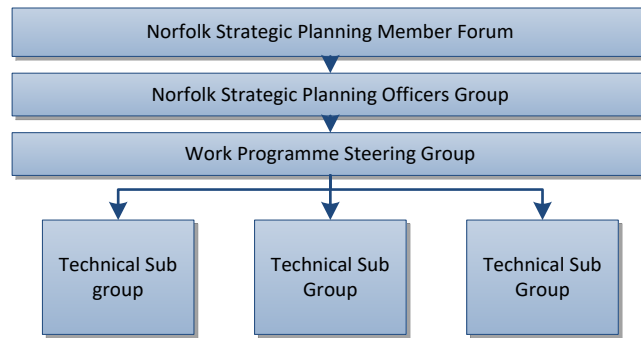 Norfolk Strategic Planning Member Forum
Norfolk Strategic Planning Officers Group
Work Programme Steering Group
Technical Sub
group
Technical Sub
Group
Technical Sub
Group